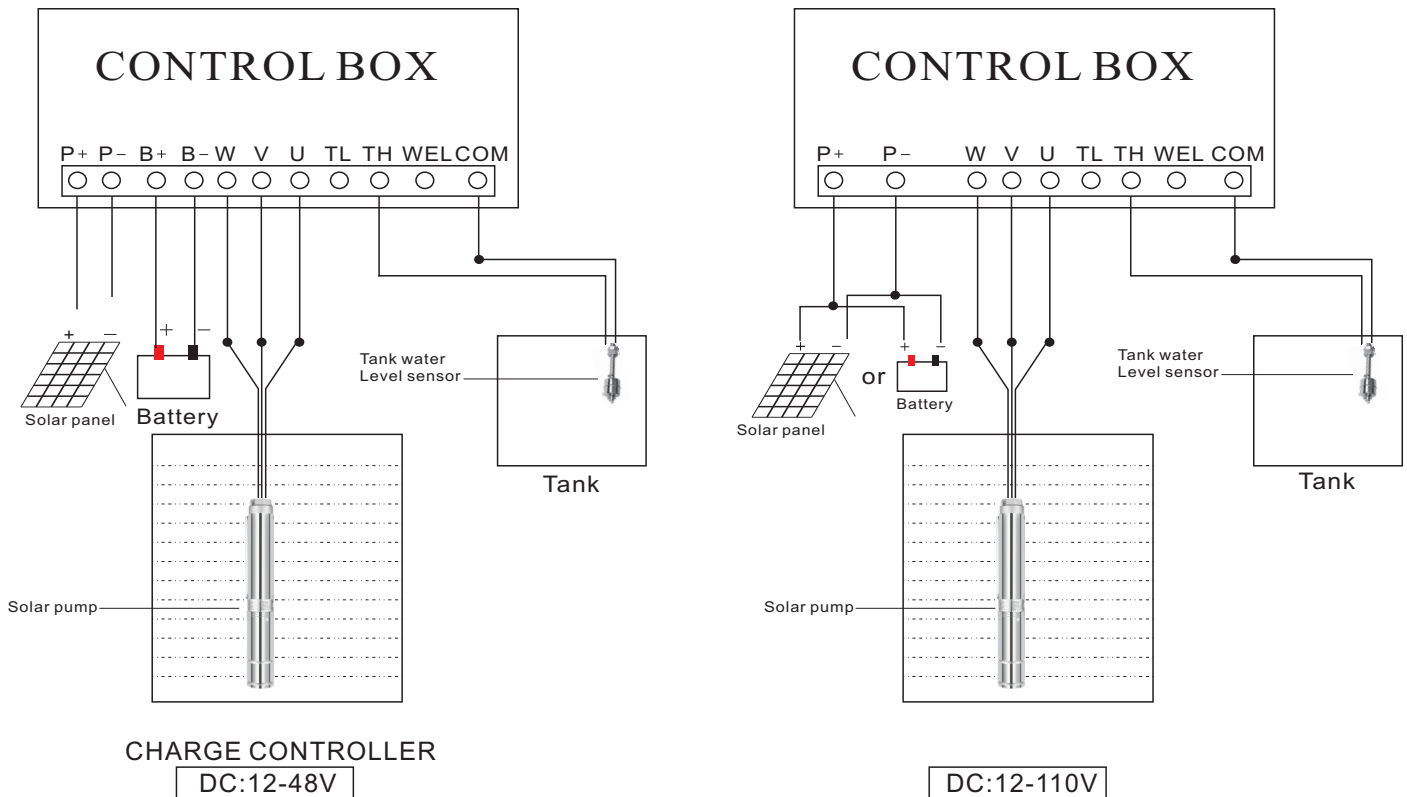 CONTROL BOX
P+ P- B+ B- W V U TL TH WEL COM
+ -
+ -
Solar panel
Battery
Tank water
Level sensor
Tank
Solar pump
CHARGE CONTROLLER
DC:12-48V
CONTROL BOX
P+ P- W V U TL TH WEL COM
+ -
+ -
or
Battery
Solar panel
Tank water
Level sensor
Tank
Solar pump
DC:12-110V